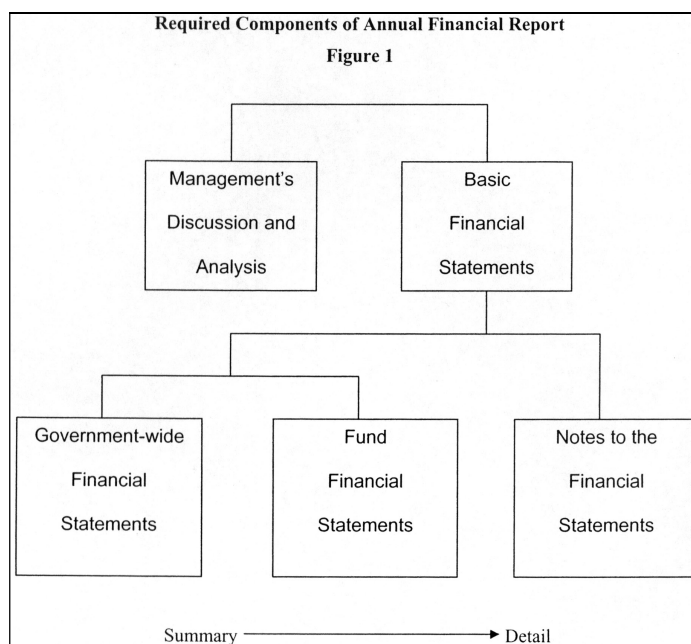 Required Components of Annual Financial Report
Figure 1
Management's
Discussion and
Analysis
Basic
Financial
Statements
Government-wide
Financial
Statements
Fund
Financial
Statements
Notes to the
Financial
Statements
Summary
Detail